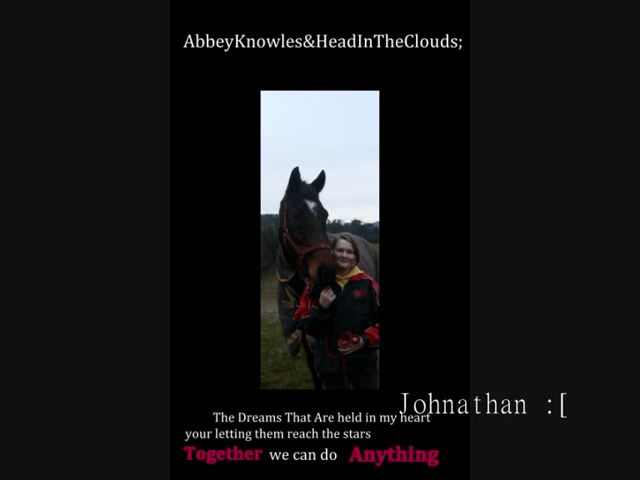 AbbeyKnowles&HeadInTheClouds;
Johnathan :[
The Dreams That Are held in my heart
your letting them reach the stars
Together we can do Anything